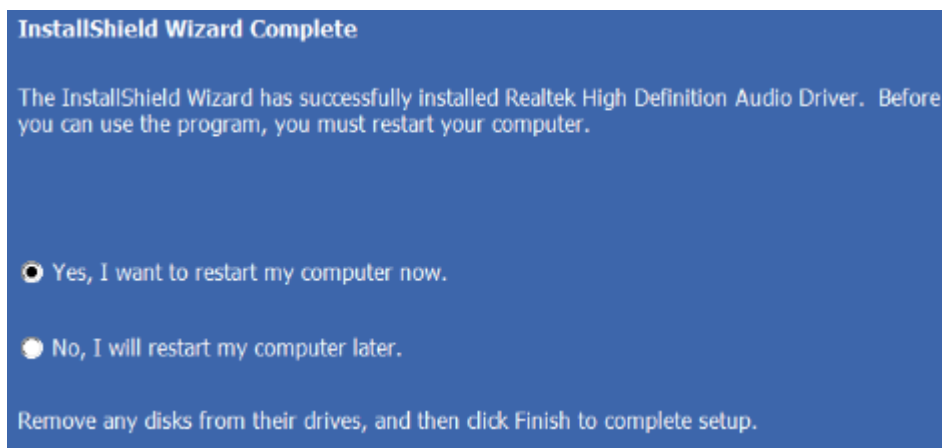 InstallShield Wizard Complete
The InstallShield Wizard has successfully installed Realtek High Definition Audio Driver. Before
you can use the program, you must restart your computer.
Yes, I want to restart my computer now.
No, I will restart my computer later.
Remove any disks from their drives, and then click Finish to complete setup.